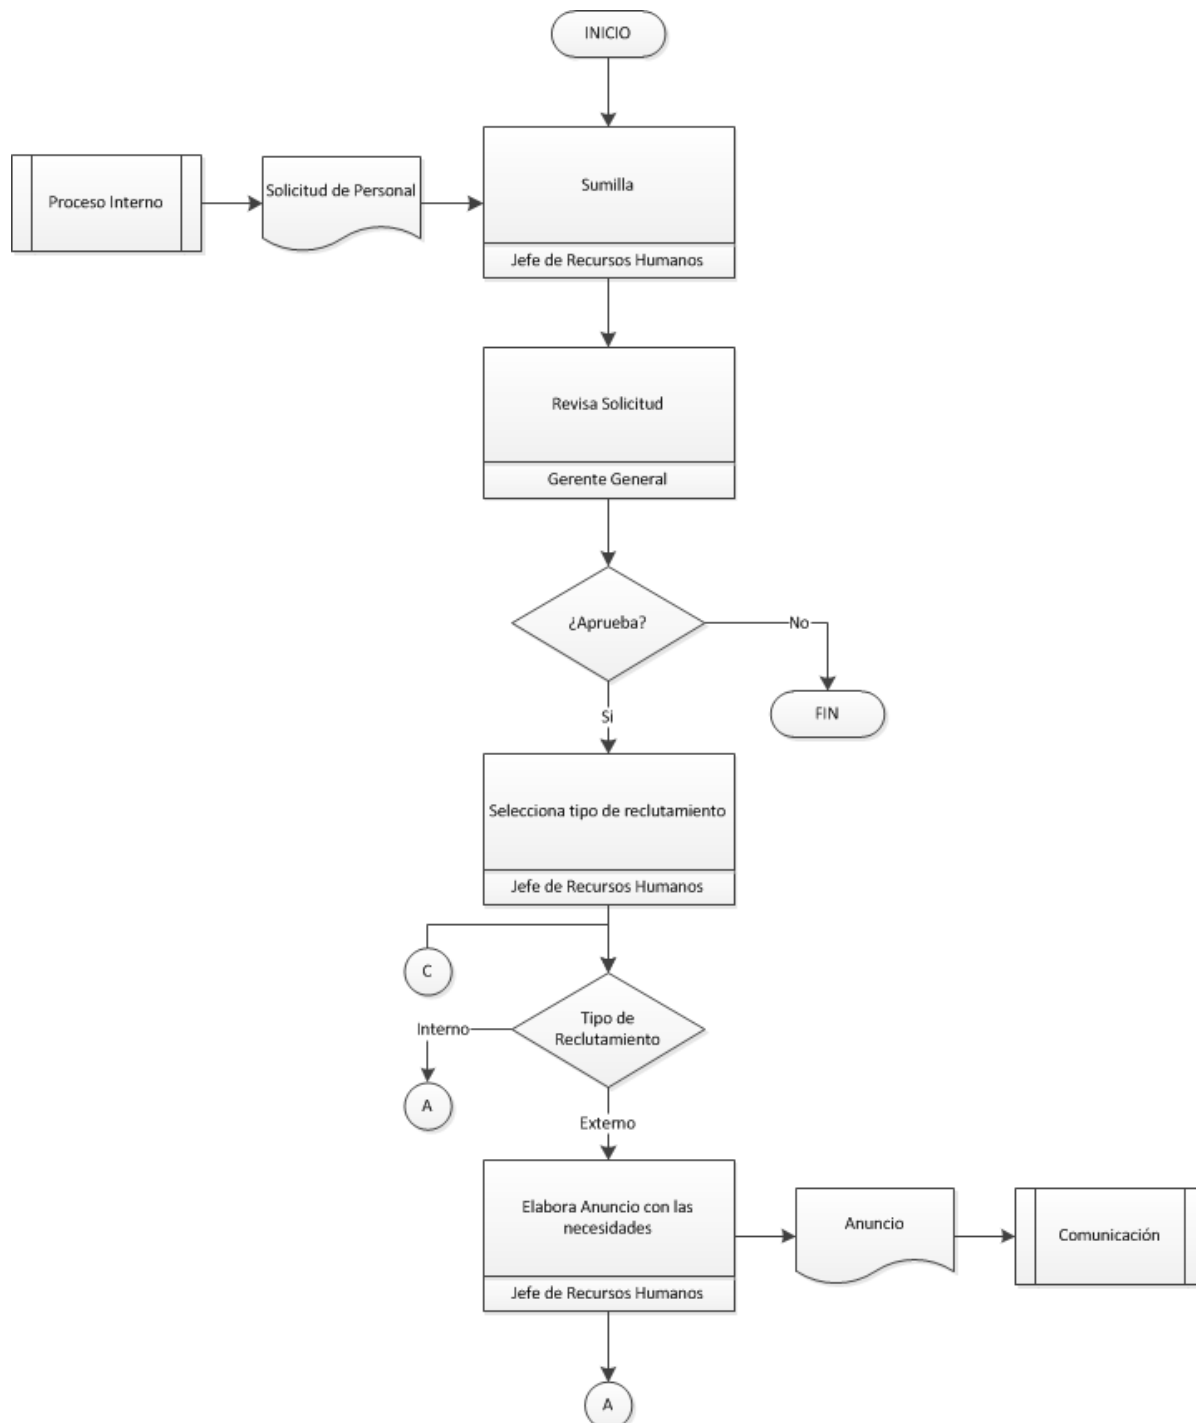 INICIO
Proceso Interno
Solicitud de Personal
Sumilla
Jefe de Recursos Humanos
Revisa Solicitud
Gerente General
¿Aprueba?
No
FIN
Si
Selecciona tipo de reclutamiento
Jefe de Recursos Humanos
C
Tipo de
Reclutamiento
Interno
A
Externo
Elabora Anuncio con las
necesidades
Jefe de Recursos Humanos
Anuncio
Comunicación
A